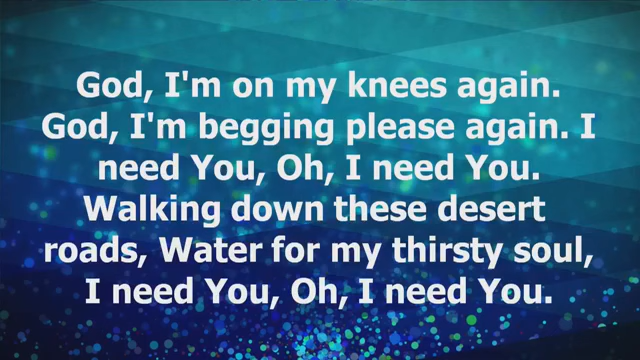 God, I'm on my knees again.
God, I'm begging please again. I
need You, Oh, I need You.
Walking down these desert
roads, Water for my thirsty soul,
I need You, Oh, I need You.